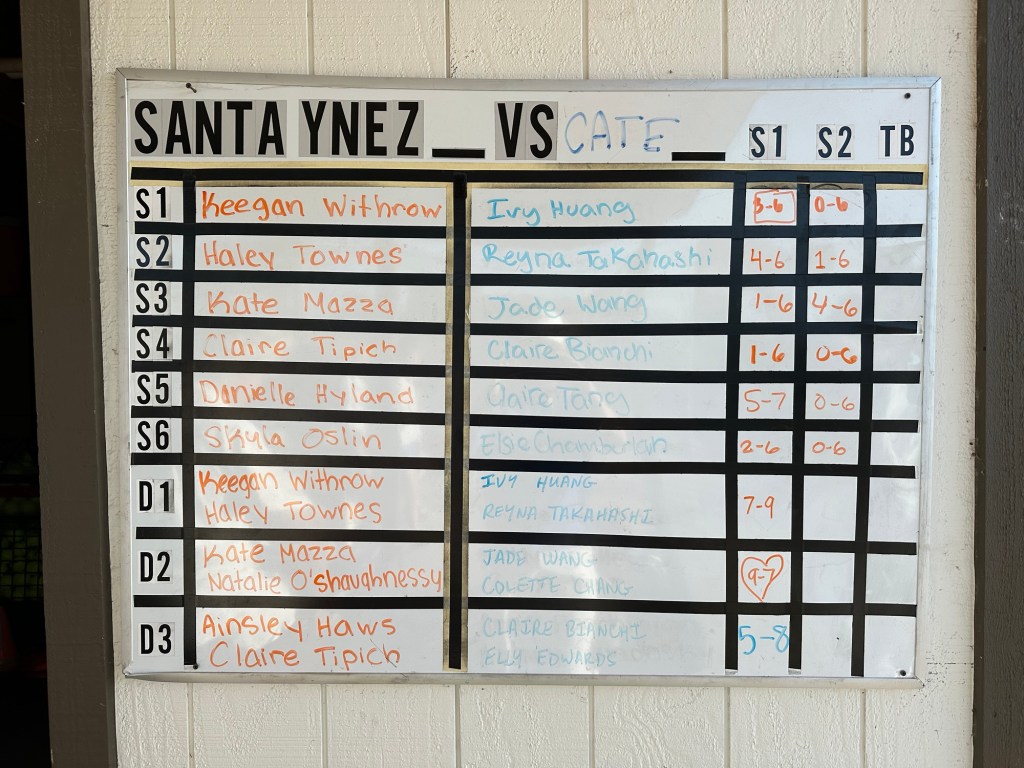 SANTA YNEZ _ VS CATE _ S1 S2 TB
S1 Keegan Withrow Ivy Huang 3-6 0-6
S2 Haley Townes Reyna Takahashi 4-6 1-6
S3 Kate Mazza Jade Wang 1-6 4-6
S4 Claire Tipich Claire Bianchi 1-6 0-6
S5 Danielle Hyland Claire Tang 5-7 0-6
S6 Skyla Oslin Elsie Chamberlain 2-6 0-6
D1 Keegan Withrow IVY HUANG 7-9
Haley Townes REYNA TAKAHASHI
D2 Kate Mazza JADE WANG 9-7
Natalie O'Shaughnessy COLETTE CHANG
D3 Ainsley Haws CLAIRE BIANCHI 5-8
Claire Tipich ELLY EDWARDS